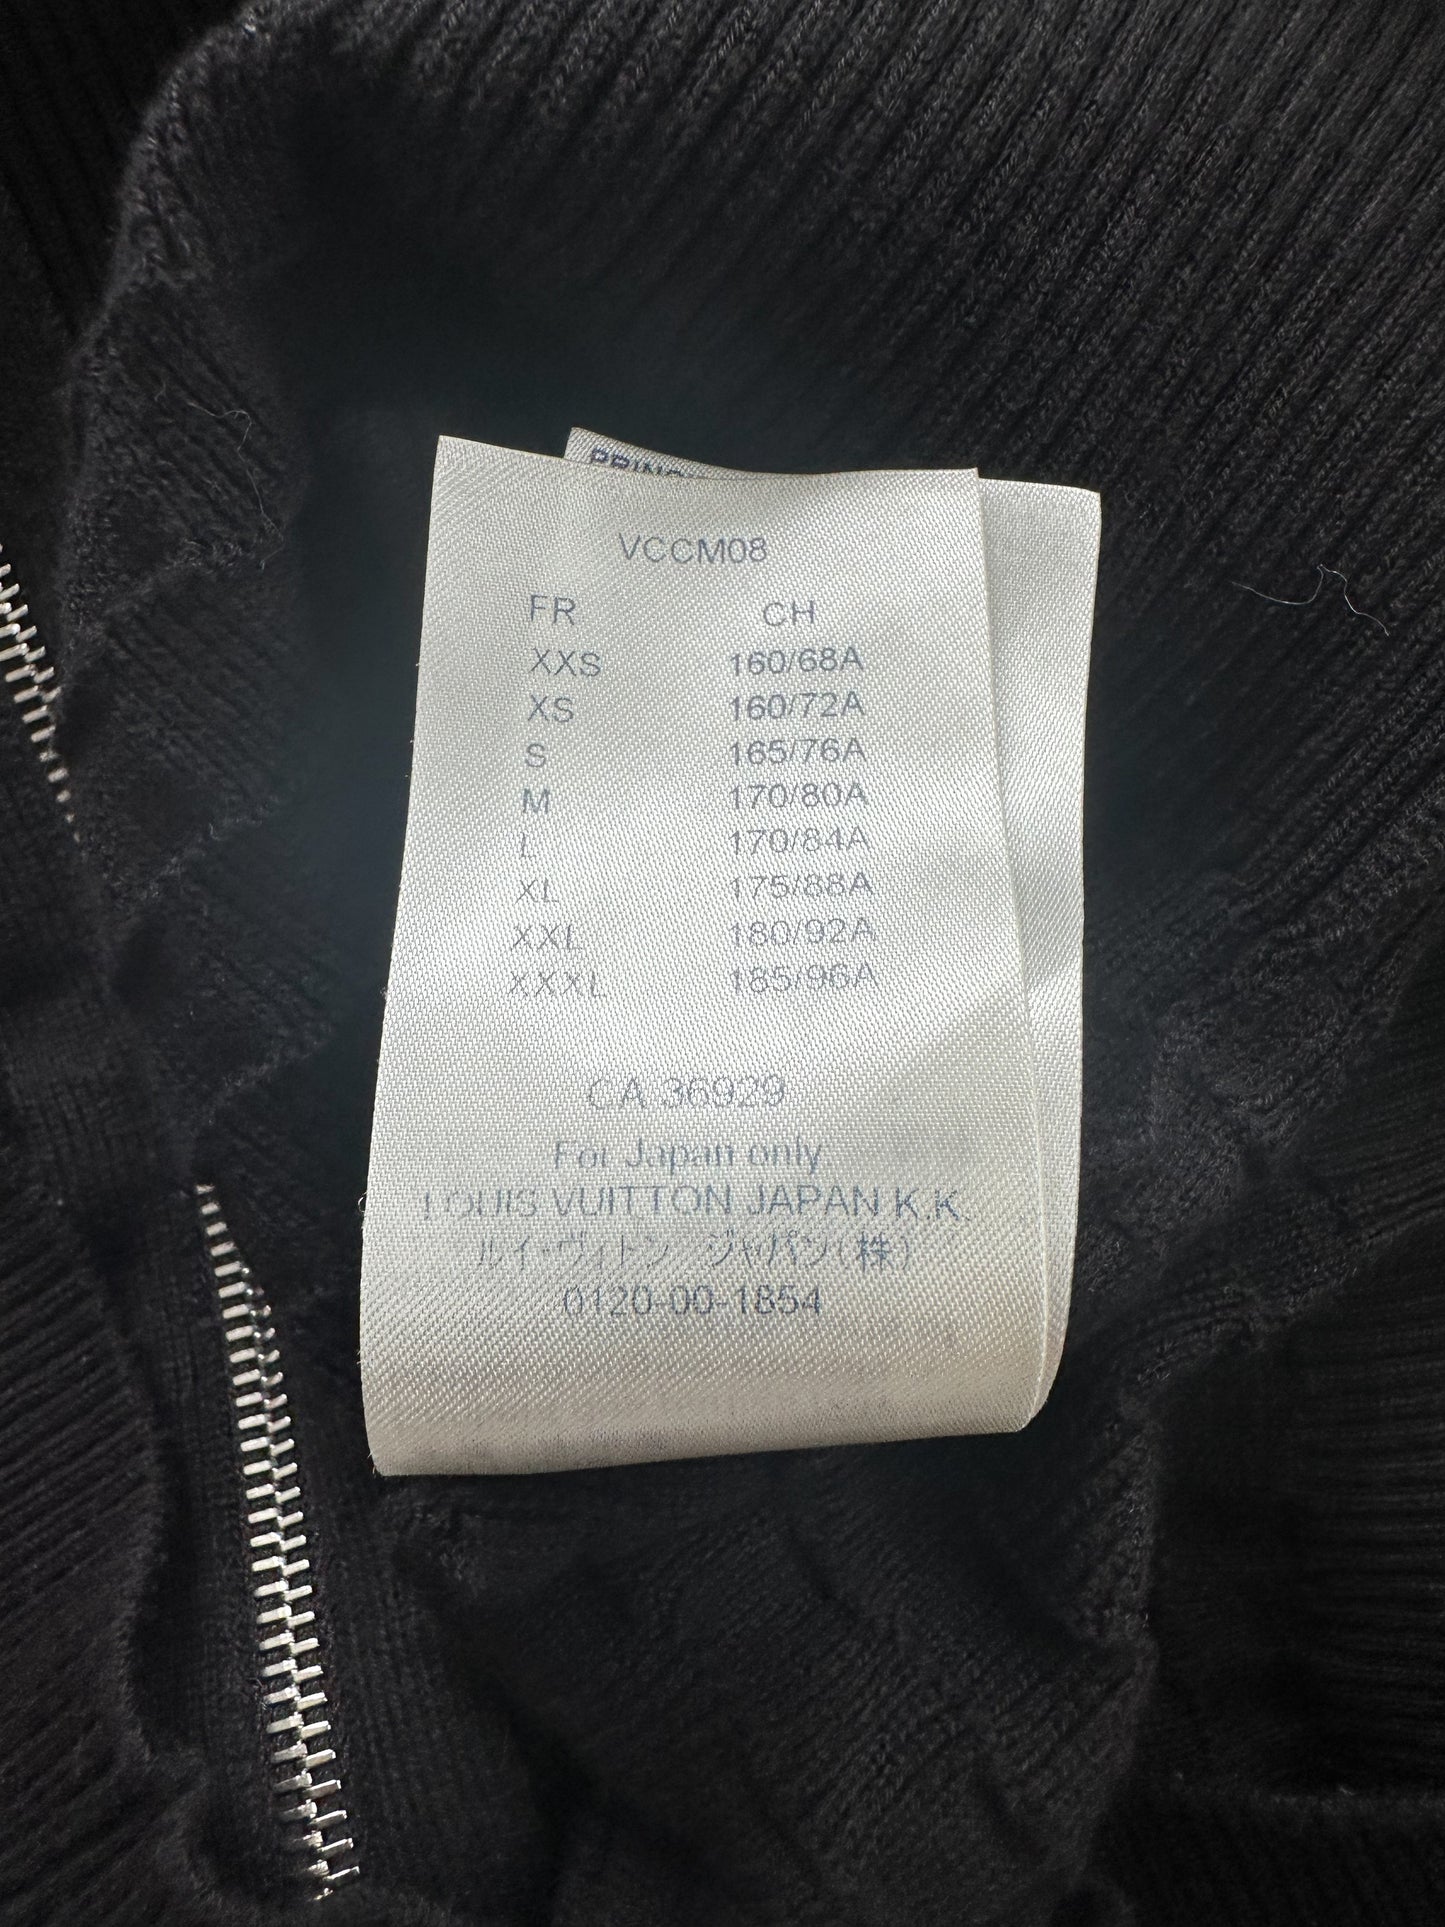 VCCM08
FR CH
XXS 160/68A
XS 160/72A
S 165/76A
M 170/80A
L 170/84A
XL 175/88A
XXL 180/92A
XXXL 185/96A
CA 36929
For Japan only:
LOUIS VUITTON JAPAN K.K.
ルイ・ヴィトン ジャパン(株)
0120-00-1854